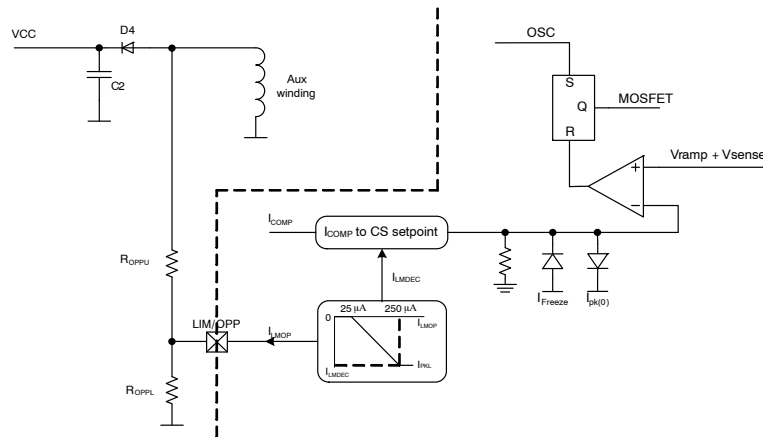 VCC
D4
C2
Aux
winding
OSC
S
Q
R
MOSFET
Vramp + Vsense
+
−
ICOMP
ICOMP to CS setpoint
ILMDEC
IFreeze
Ipk(0)
ROPPU
LIM/OPP
ILMOP
25 µA
250 µA
0
ILMOP
ILMDEC
IPKL
ROPPL